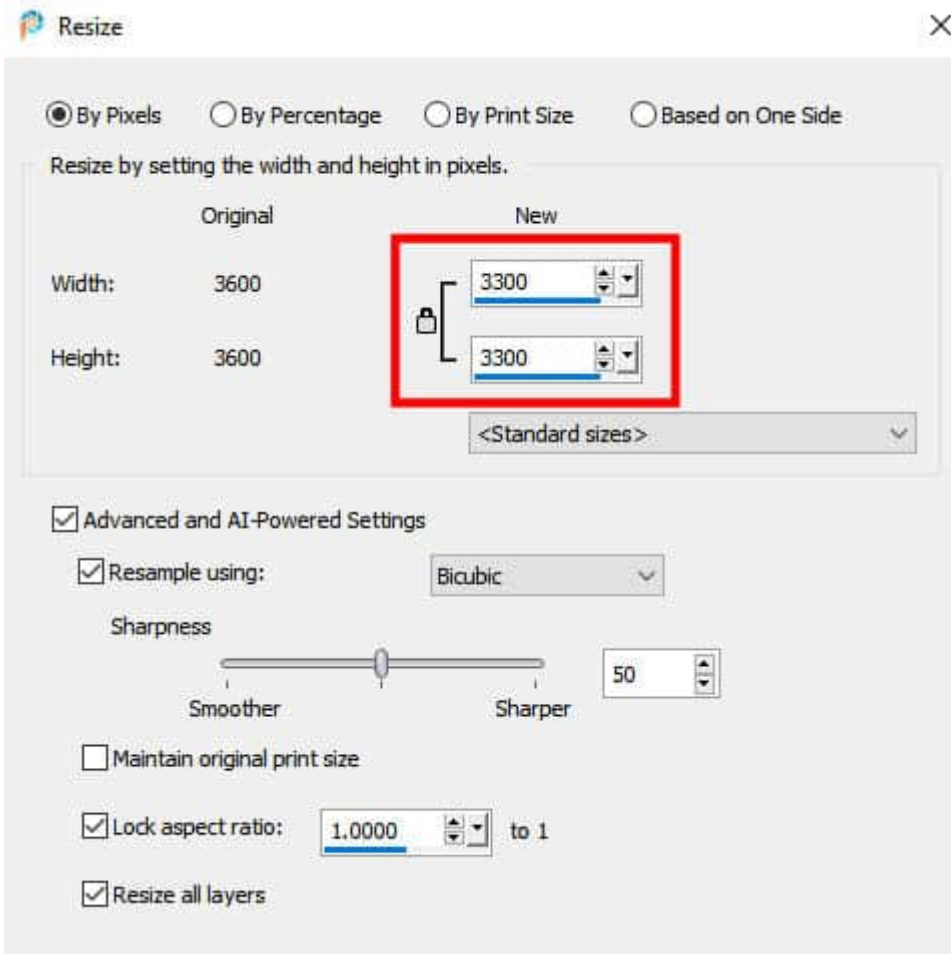 Resize
By Pixels By Percentage By Print Size Based on One Side
Resize by setting the width and height in pixels.
Original New
Width: 3600 3300
Height: 3600 3300
<Standard sizes>
Advanced and AI-Powered Settings
Resample using: Bicubic
Sharpness
50
Smoother Sharper
Maintain original print size
Lock aspect ratio: 1.0000 to 1
Resize all layers